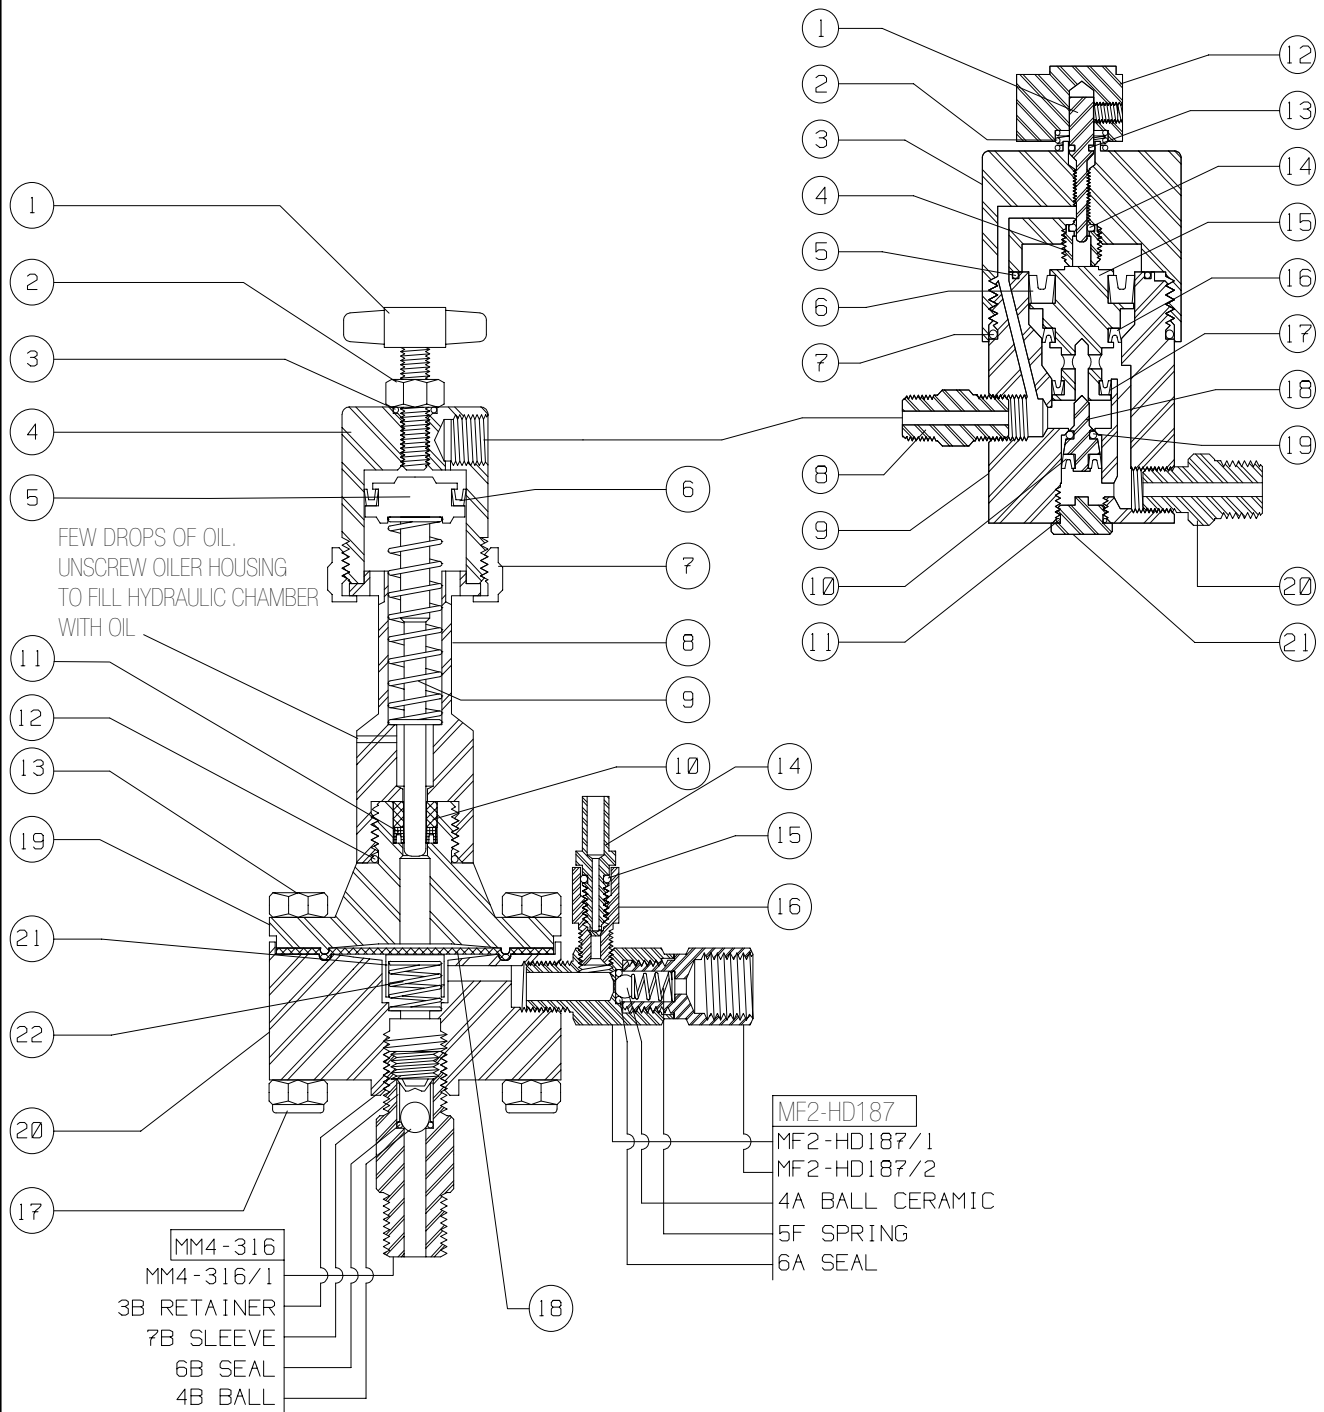 1
2
3
4
5
6
7
8
9
10
11
12
13
14
15
16
17
18
19
20
21
1
2
3
4
5
6
FEW DROPS OF OIL.
UNSCREW OILER HOUSING
TO FILL HYDRAULIC CHAMBER
WITH OIL
7
8
9
10
11
12
13
14
15
16
19
21
22
20
17
18
MF2-HD187
MF2-HD187/1
MF2-HD187/2
4A BALL CERAMIC
5F SPRING
6A SEAL
MM4-316
MM4-316/1
3B RETAINER
7B SLEEVE
6B SEAL
4B BALL